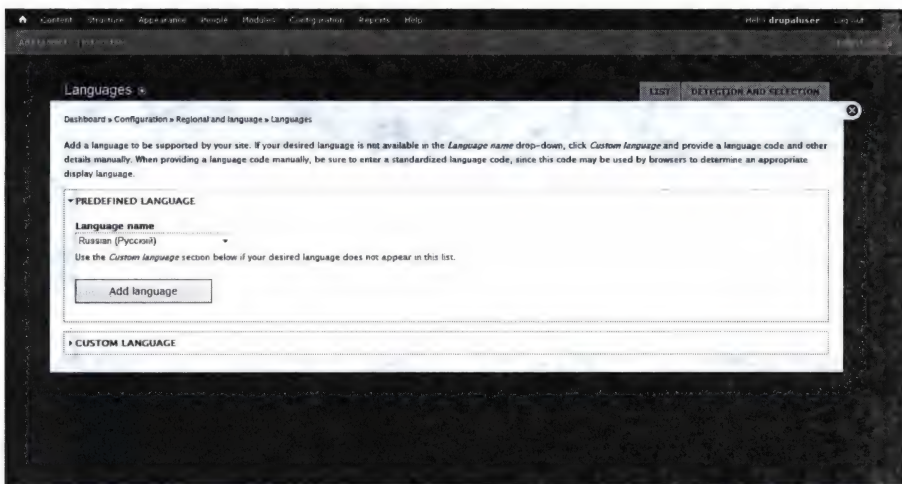 Content Structure Appearance People Modules Configuration Reports Help Hello drupaluser Log out
Languages
LIST DETECTION AND SELECTION
Dashboard » Configuration » Regional and language » Languages
Add a language to be supported by your site. If your desired language is not available in the Language name drop-down, click Custom language and provide a language code and other
details manually. When providing a language code manually, be sure to enter a standardized language code, since this code may be used by browsers to determine an appropriate
display language.
PREDEFINED LANGUAGE
Language name
Russian (Русский)
Use the Custom language section below if your desired language does not appear in this list.
Add language
CUSTOM LANGUAGE